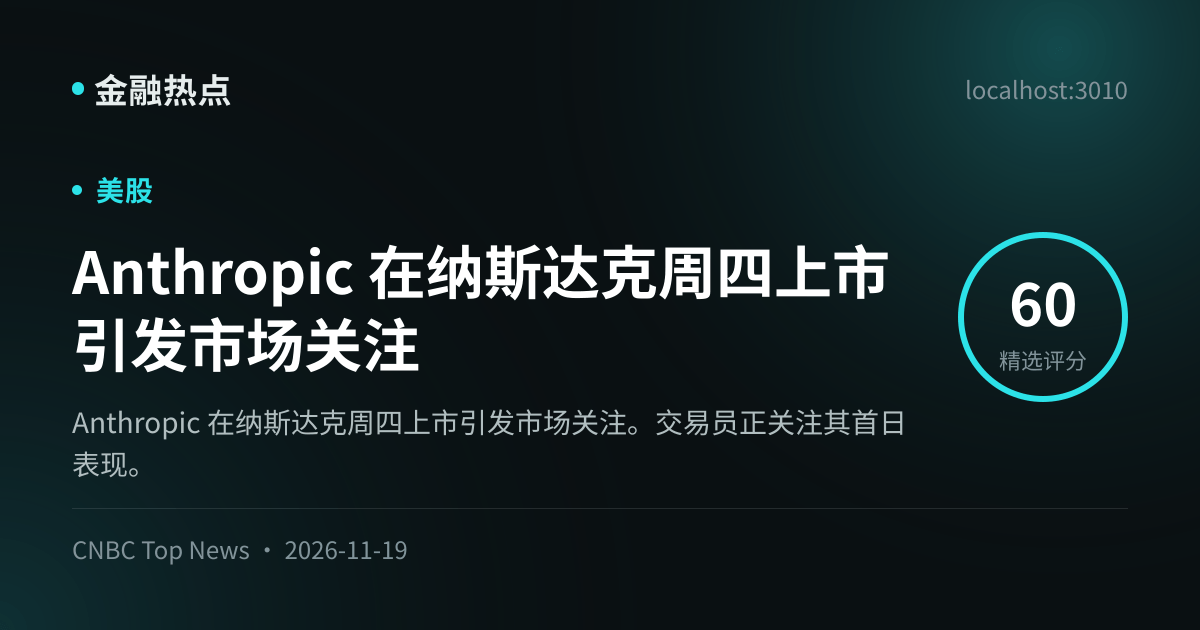 金融热点
localhost:3010
美股
Anthropic 在纳斯达克周四上市
引发市场关注
60
精选评分
Anthropic 在纳斯达克周四上市引发市场关注。交易员正关注其首日
表现。
CNBC Top News • 2026-11-19